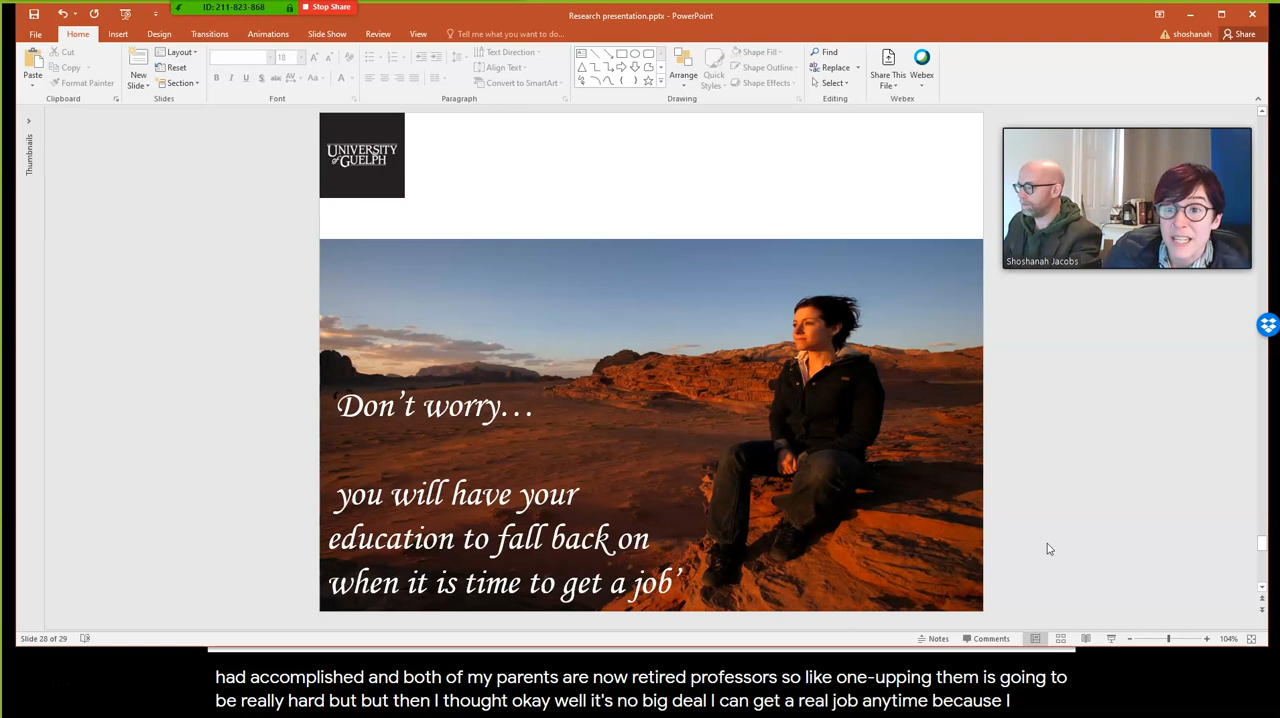 ID: 211-823-868
Stop Share
Research presentation.pptx - PowerPoint
File
Home
Insert
Design
Transitions
Animations
Slide Show
Review
View
Tell me what you want to do...
shoshanah
Share
Paste
Cut
Copy
Format Painter
Clipboard
New
Slide
Layout
Reset
Section
Slides
18
Font
Text Direction
Align Text
Convert to SmartArt
Paragraph
Arrange
Quick
Styles
Shape Fill
Shape Outline
Shape Effects
Drawing
Find
Replace
Select
Editing
Share This
File
Webex
Webex
Thumbnails
UNIVERSITY
of GUELPH
Don't worry…
you will have your
education to fall back on
when it is time to get a job'
Shoshanah Jacobs
Slide 28 of 29
Notes
Comments
104%
had accomplished and both of my parents are now retired professors so like one-upping them is going to
be really hard but but then I thought okay well it's no big deal I can get a real job anytime because I